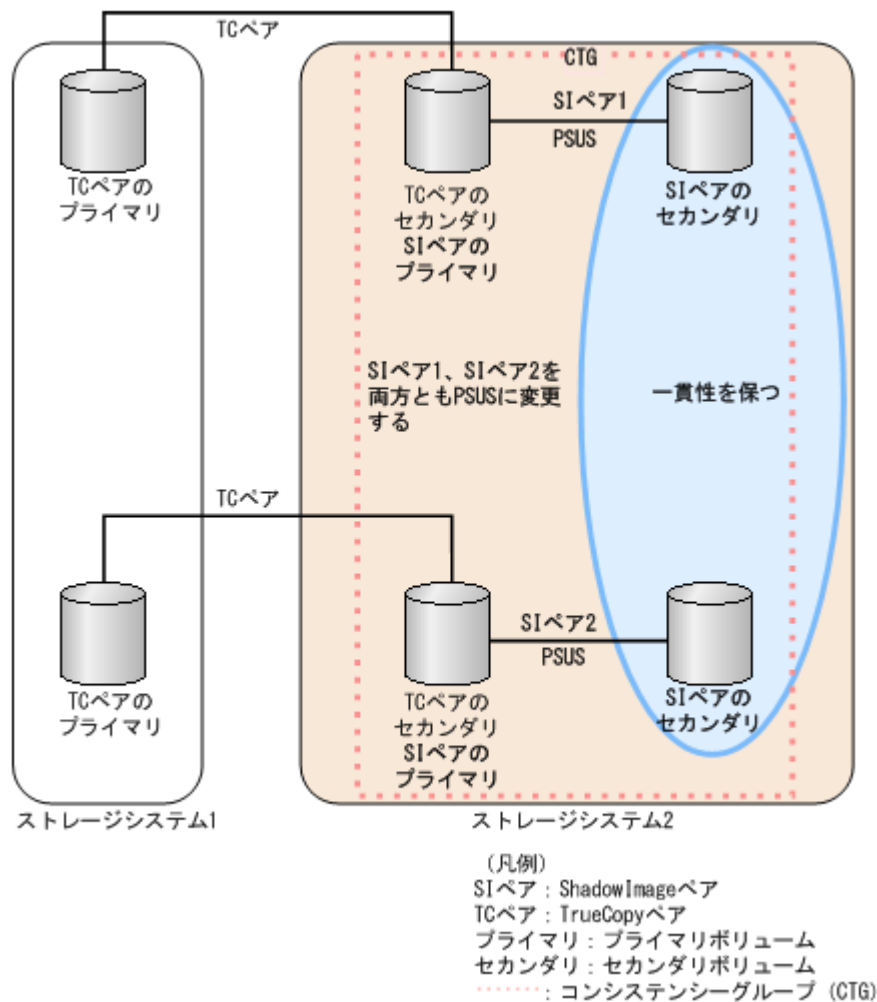 TCペア
CTG
SIペア1
PSUS
TCペアの
プライマリ
TCペアの
セカンダリ
SIペアの
プライマリ
SIペアの
セカンダリ
SIペア1、SIペア2を
両方ともPSUSに変更
する
一貫性を保つ
TCペア
SIペア2
PSUS
TCペアの
プライマリ
TCペアの
セカンダリ
SIペアの
プライマリ
SIペアの
セカンダリ
ストレージシステム1
ストレージシステム2
（凡例）
SIペア：ShadowImageペア
TCペア：TrueCopyペア
プライマリ：プライマリボリューム
セカンダリ：セカンダリボリューム
：コンシステンシーグループ (CTG)